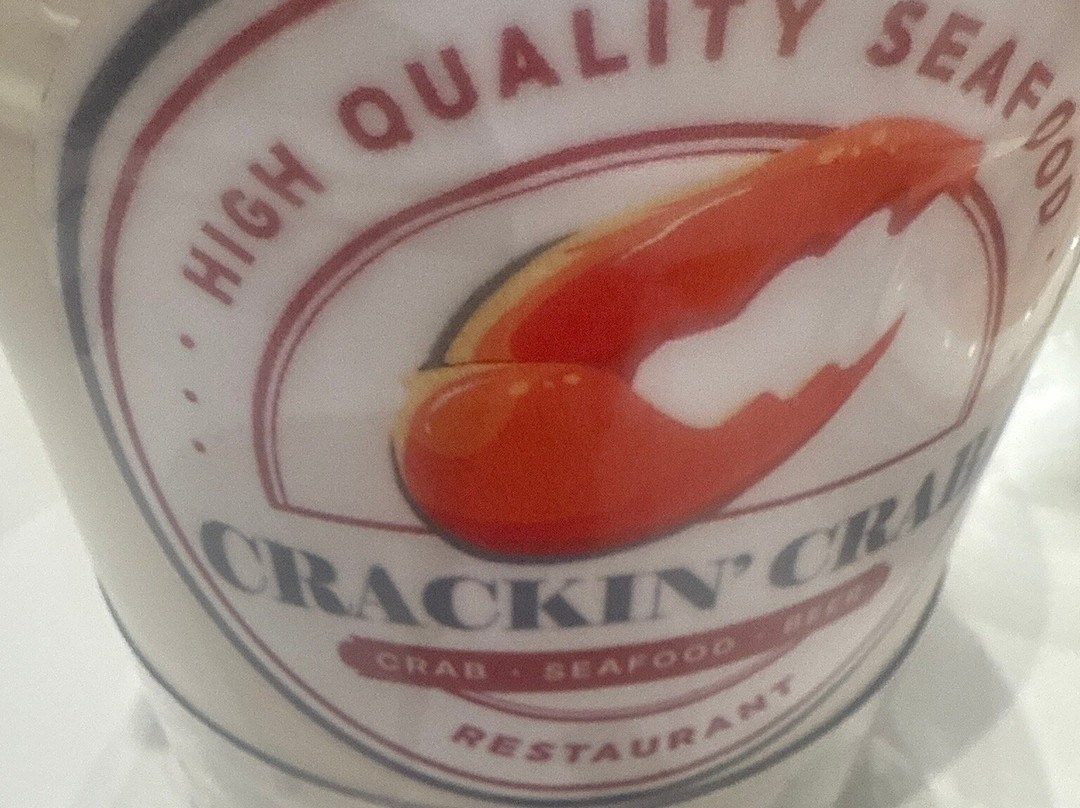 HIGH QUALITY SEAFOOD
CRACKIN' CRAB
CRAB · SEAFOOD · BEER
RESTAURANT